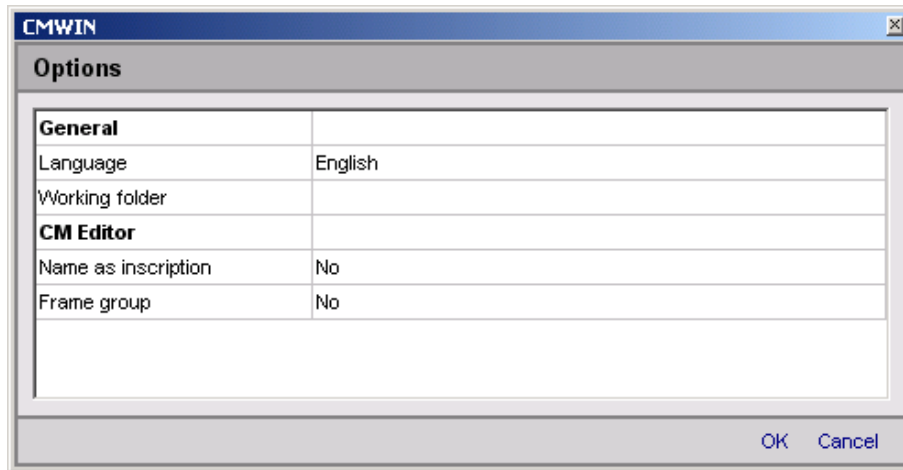 CMWIN
Options
General
Language English
Working folder
CM Editor
Name as inscription No
Frame group No
OK Cancel